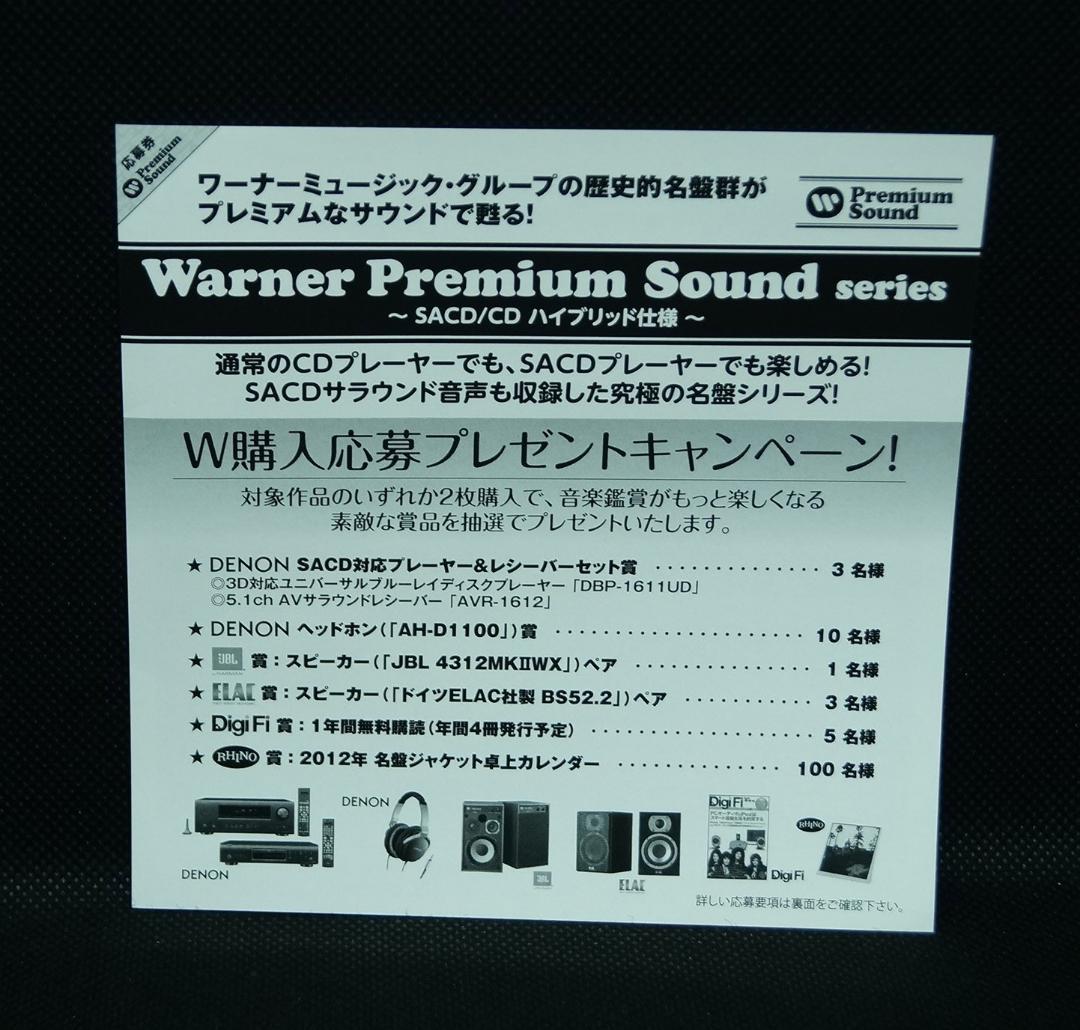 応募券
Premium
Sound
ワーナーミュージック・グループの歴史的名盤群が
プレミアムなサウンドで甦る!
Premium
Sound
Warner Premium Sound series
～ SACD/CD ハイブリッド仕様 ～
通常のCDプレーヤーでも、SACDプレーヤーでも楽しめる!
SACDサラウンド音声も収録した究極の名盤シリーズ!
W購入応募プレゼントキャンペーン!
対象作品のいずれか2枚購入で、音楽鑑賞がもっと楽しくなる
素敵な賞品を抽選でプレゼントいたします。
★ DENON SACD対応プレーヤー&レシーバーセット賞 ・・・・・・・・・・・・・・ 3 名様
◎3D対応ユニバーサルブルーレイディスクプレーヤー「DBP-1611UD」
◎5.1ch AVサラウンドレシーバー「AVR-1612」
★ DENON ヘッドホン(「AH-D1100」)賞 ・・・・・・・・・・・・・・・・・・・・・ 10 名様
★ JBL 賞：スピーカー(「JBL 4312MKⅡWX」)ペア ・・・・・・・・・・・・・・・ 1 名様
★ ELAC 賞：スピーカー(「ドイツELAC社製 BS52.2」)ペア ・・・・・・・・・・・ 3 名様
★ Digi Fi 賞：1年間無料購読(年間4冊発行予定) ・・・・・・・・・・・・・・・・・・・ 5 名様
★ RHINO 賞：2012年 名盤ジャケット卓上カレンダー ・・・・・・・・・・・・・・ 100 名様
DENON
DENON
JBL
ELAC
Digi Fi
Digi Fi
RHINO
詳しい応募要項は裏面をご確認下さい。